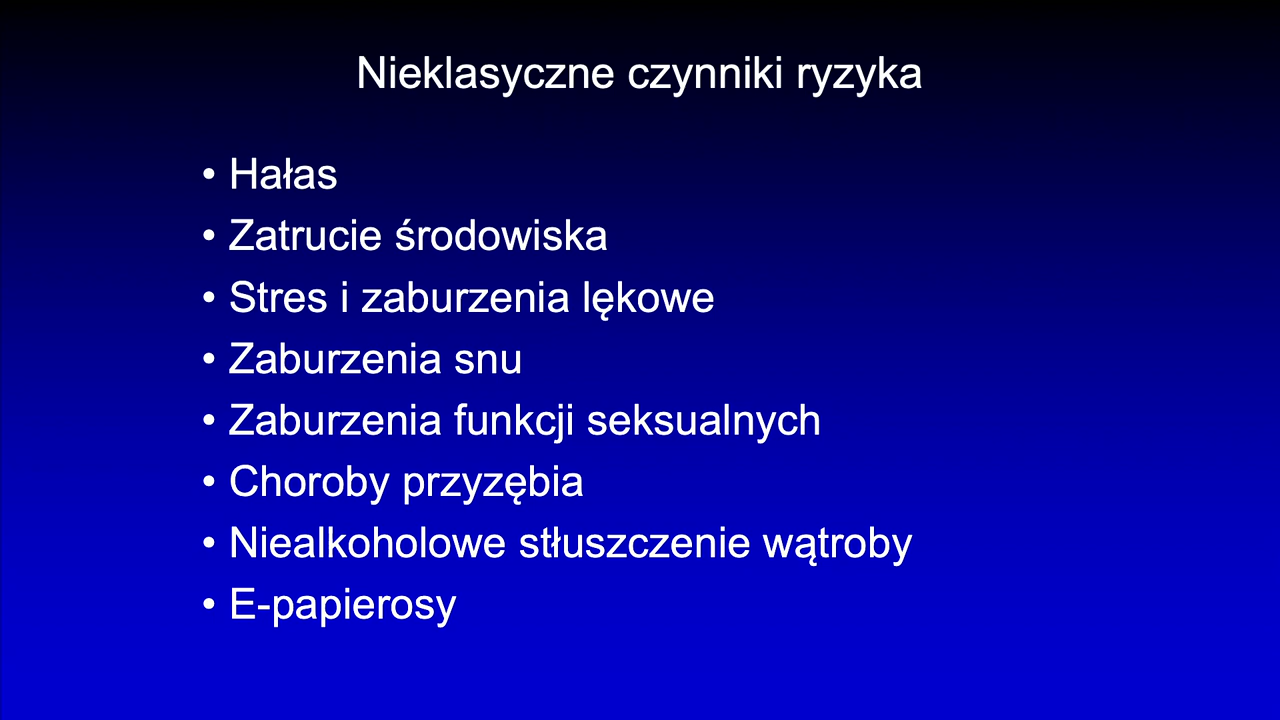 Nieklasyczne czynniki ryzyka
• Hałas
• Zatrucie środowiska
• Stres i zaburzenia lękowe
• Zaburzenia snu
• Zaburzenia funkcji seksualnych
• Choroby przyzębia
• Niealkoholowe stłuszczenie wątroby
• E-papierosy